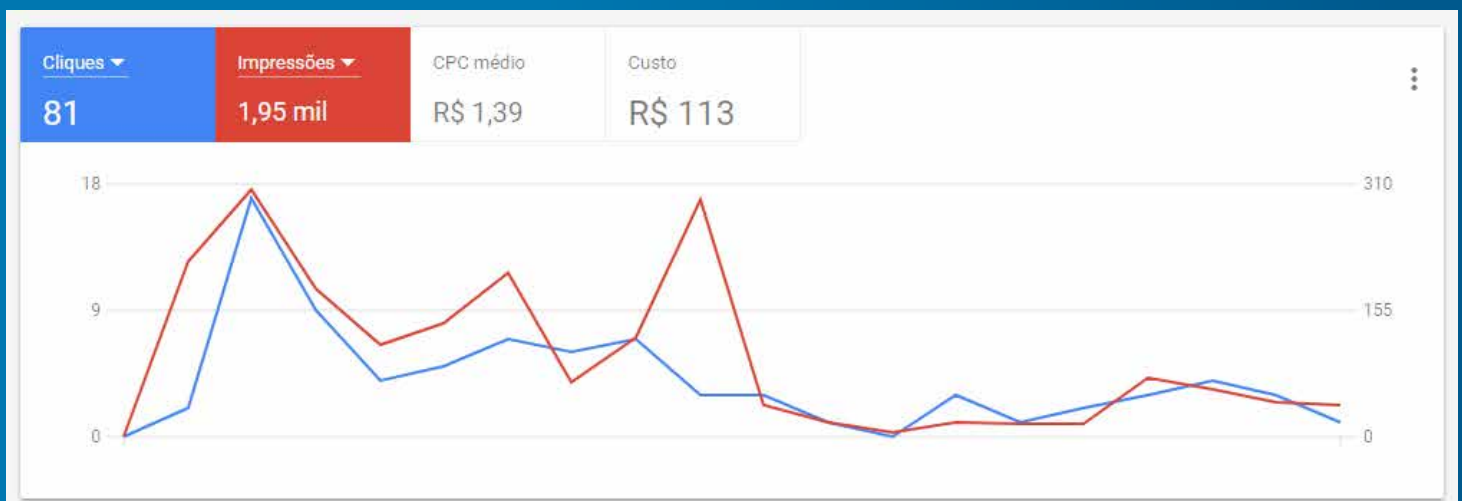 Cliques
Impressões
CPC médio
Custo
81
1,95 mil
R$ 1,39
R$ 113
18
310
9
155
0
0